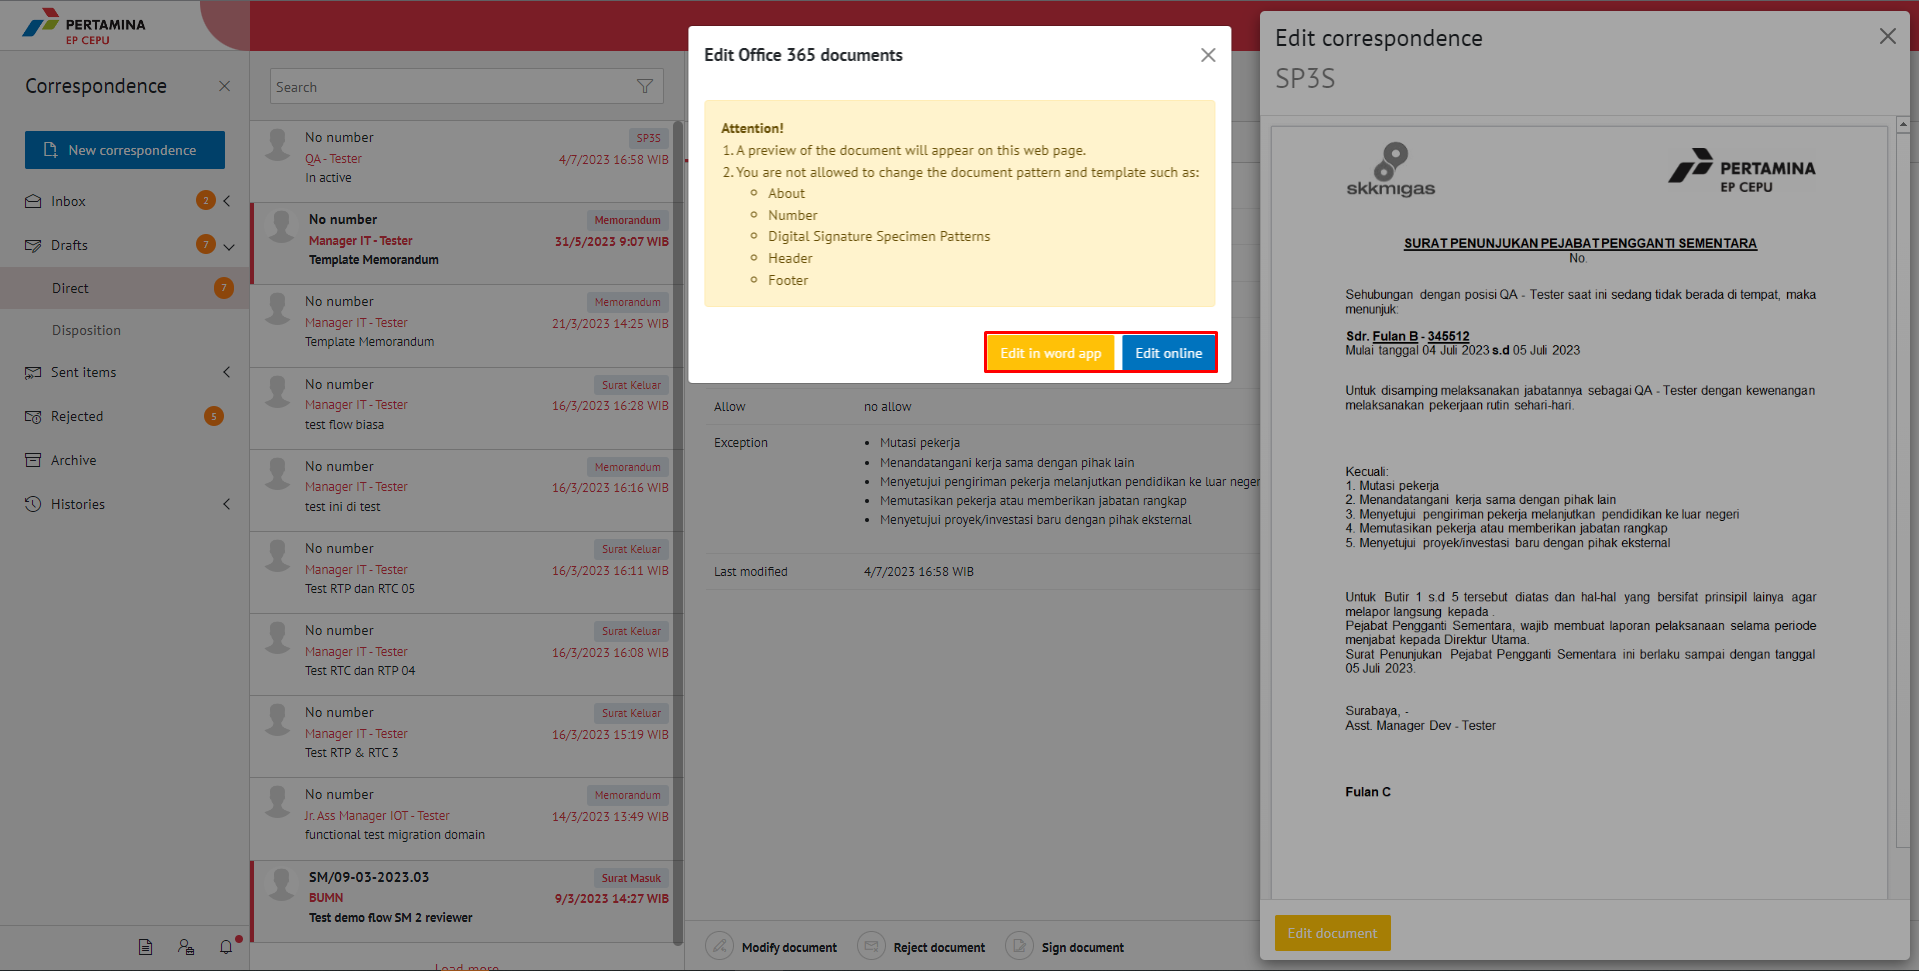 PERTAMINA
EP CEPU
Correspondence
New correspondence
Inbox
2
Drafts
7
Direct
7
Disposition
Sent items
Rejected
5
Archive
Histories
Search
No number
SP3S
QA - Tester
4/7/2023 16:58 WIB
In active
No number
Memorandum
Manager IT - Tester
31/5/2023 9:07 WIB
Template Memorandum
No number
Memorandum
Manager IT - Tester
21/3/2023 14:25 WIB
Template Memorandum
No number
Surat Keluar
Manager IT - Tester
16/3/2023 16:28 WIB
test flow biasa
No number
Memorandum
Manager IT - Tester
16/3/2023 16:16 WIB
test ini di test
No number
Surat Keluar
Manager IT - Tester
16/3/2023 16:11 WIB
Test RTP dan RTC 05
No number
Surat Keluar
Manager IT - Tester
16/3/2023 16:08 WIB
Test RTC dan RTP 04
No number
Surat Keluar
Manager IT - Tester
16/3/2023 15:19 WIB
Test RTP & RTC 3
No number
Memorandum
Jr. Ass Manager IOT - Tester
14/3/2023 13:49 WIB
functional test migration domain
SM/09-03-2023.03
Surat Masuk
BUMN
9/3/2023 14:27 WIB
Test demo flow SM 2 reviewer
Load more
Edit Office 365 documents
Attention!
1. A preview of the document will appear on this web page.
2. You are not allowed to change the document pattern and template such as:
About
Number
Digital Signature Specimen Patterns
Header
Footer
Edit in word app
Edit online
Allow
no allow
Exception
Mutasi pekerja
Menandatangani kerja sama dengan pihak lain
Menyetujui pengiriman pekerja melanjutkan pendidikan ke luar neger
Memutasikan pekerja atau memberikan jabatan rangkap
Menyetujui proyek/investasi baru dengan pihak eksternal
Last modified
4/7/2023 16:58 WIB
Modify document
Reject document
Sign document
Edit correspondence
SP3S
skkmigas
PERTAMINA
EP CEPU
SURAT PENUNJUKAN PEJABAT PENGGANTI SEMENTARA
No.
Sehubungan dengan posisi QA - Tester saat ini sedang tidak berada di tempat, maka
menunjuk:
Sdr. Fulan B - 345512
Mulai tanggal 04 Juli 2023 s.d 05 Juli 2023
Untuk disamping melaksanakan jabatannya sebagai QA - Tester dengan kewenangan
melaksanakan pekerjaan rutin sehari-hari.
Kecuali:
1. Mutasi pekerja
2. Menandatangani kerja sama dengan pihak lain
3. Menyetujui pengiriman pekerja melanjutkan pendidikan ke luar negeri
4. Memutasikan pekerja atau memberikan jabatan rangkap
5. Menyetujui proyek/investasi baru dengan pihak eksternal
Untuk Butir 1 s.d 5 tersebut diatas dan hal-hal yang bersifat prinsipil lainya agar
melapor langsung kepada .
Pejabat Pengganti Sementara, wajib membuat laporan pelaksanaan selama periode
menjabat kepada Direktur Utama.
Surat Penunjukan Pejabat Pengganti Sementara ini berlaku sampai dengan tanggal
05 Juli 2023.
Surabaya, -
Asst. Manager Dev - Tester
Fulan C
Edit document